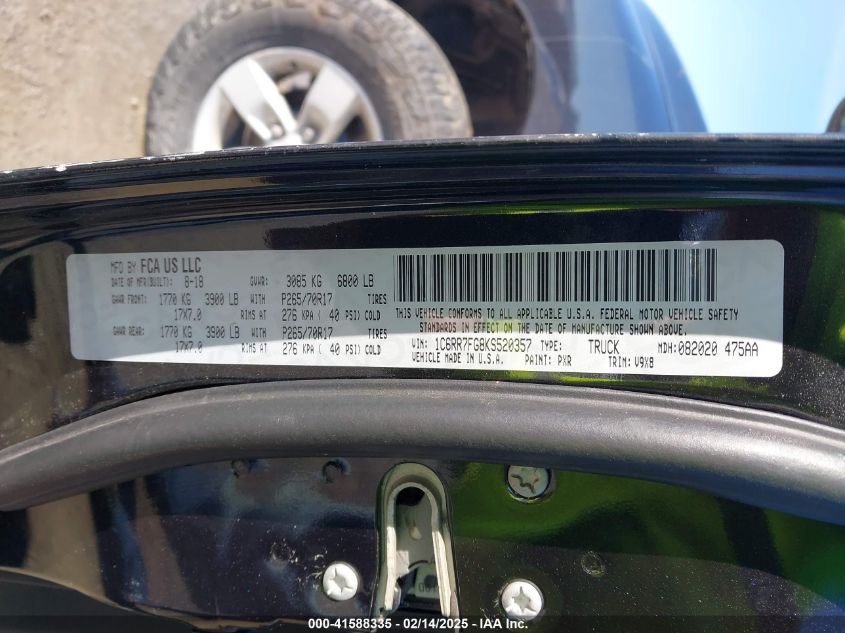 MFD BY FCA US LLC
DATE OF MFR(BUILT): 8-18 GVWR: 3085 KG 6800 LB
GAWR FRONT: 1770 KG 3900 LB WITH P265/70R17 TIRES
17X7.0 RIMS AT 276 KPA ( 40 PSI) COLD
GAWR REAR: 1770 KG 3900 LB WITH P265/70R17 TIRES
17X7.0 RIMS AT 276 KPA ( 40 PSI) COLD
THIS VEHICLE CONFORMS TO ALL APPLICABLE U.S.A. FEDERAL MOTOR VEHICLE SAFETY
STANDARDS IN EFFECT ON THE DATE OF MANUFACTURE SHOWN ABOVE.
VIN: 1C6RR7FG8KS520357 TYPE: TRUCK MDH:082020 475AA
VEHICLE MADE IN U.S.A. PAINT: PXR TRIM: V9X8
000-41588335 - 02/14/2025 - IAA Inc.